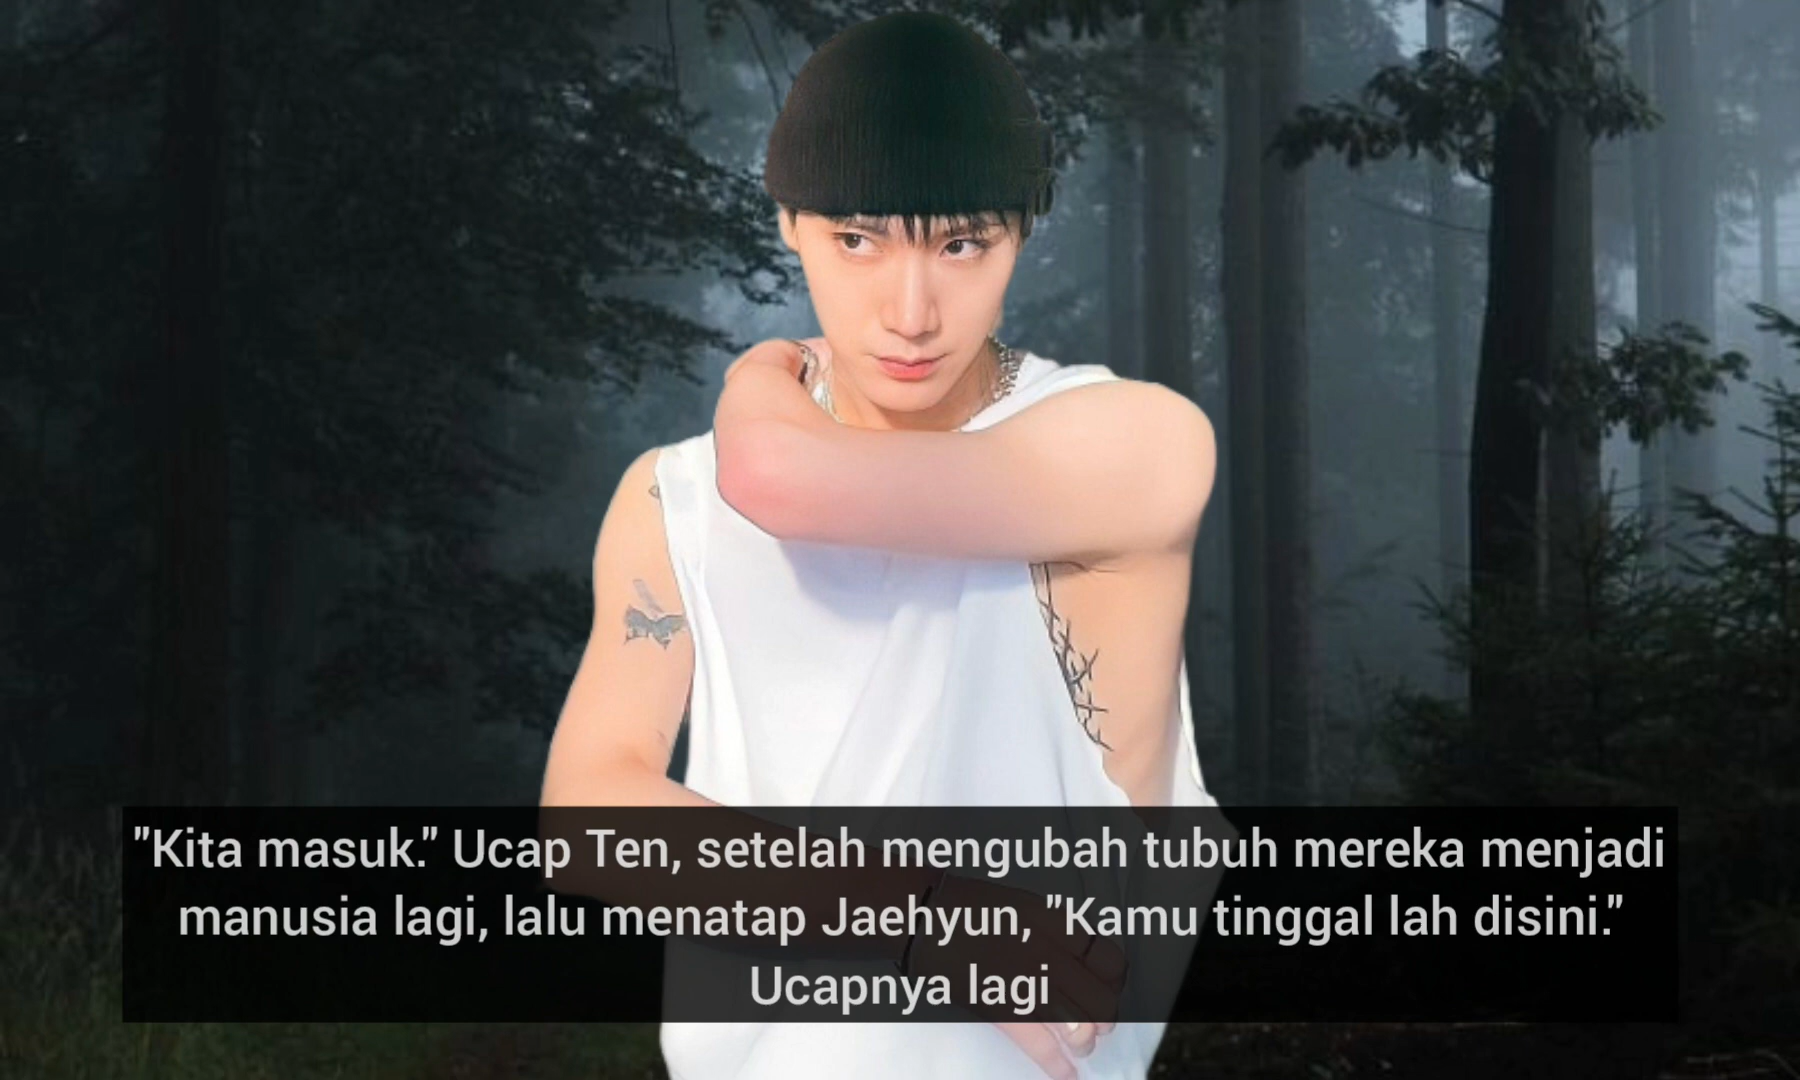 "Kita masuk." Ucap Ten, setelah mengubah tubuh mereka menjadi
manusia lagi, lalu menatap Jaehyun, "Kamu tinggal lah disini."
Ucapnya lagi